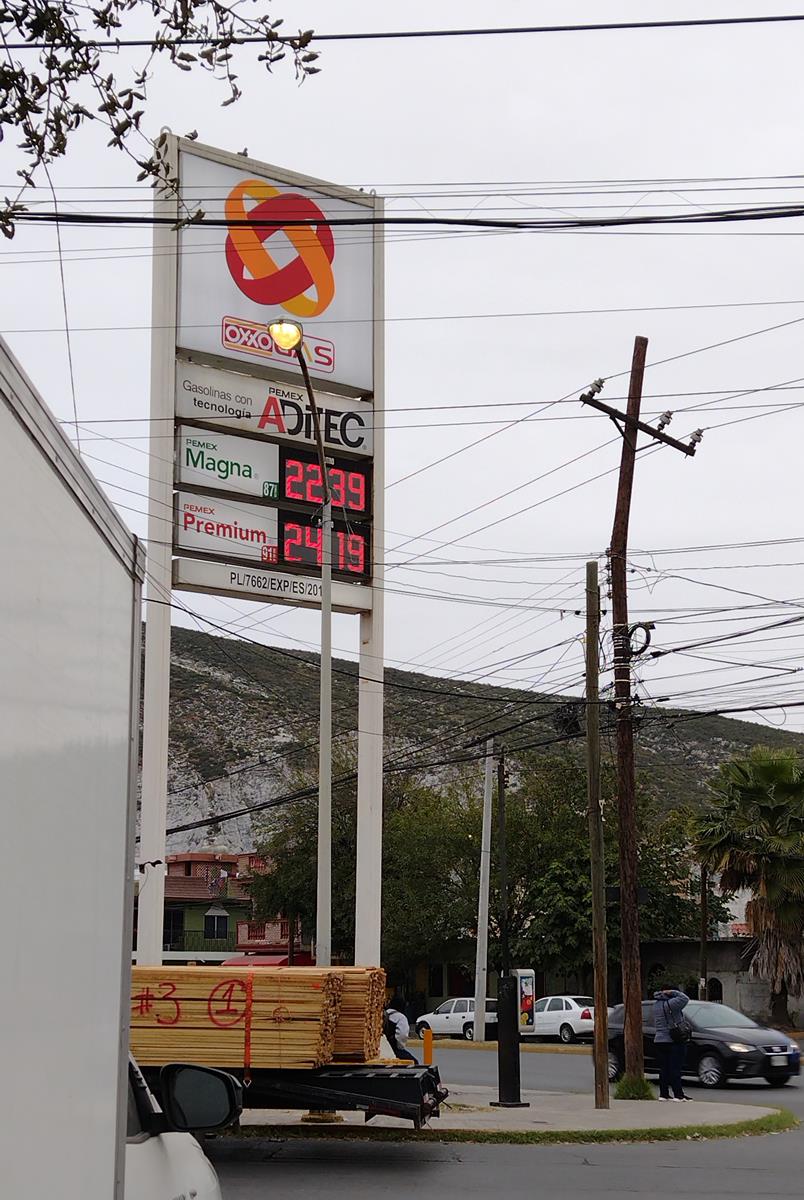 OXXO GAS
Gasolinas con
tecnología
PEMEX
ADITEC
PEMEX
Magna
87
22 39
PEMEX
Premium
91
24 19
PL/7662/EXP/ES/201
#3 1